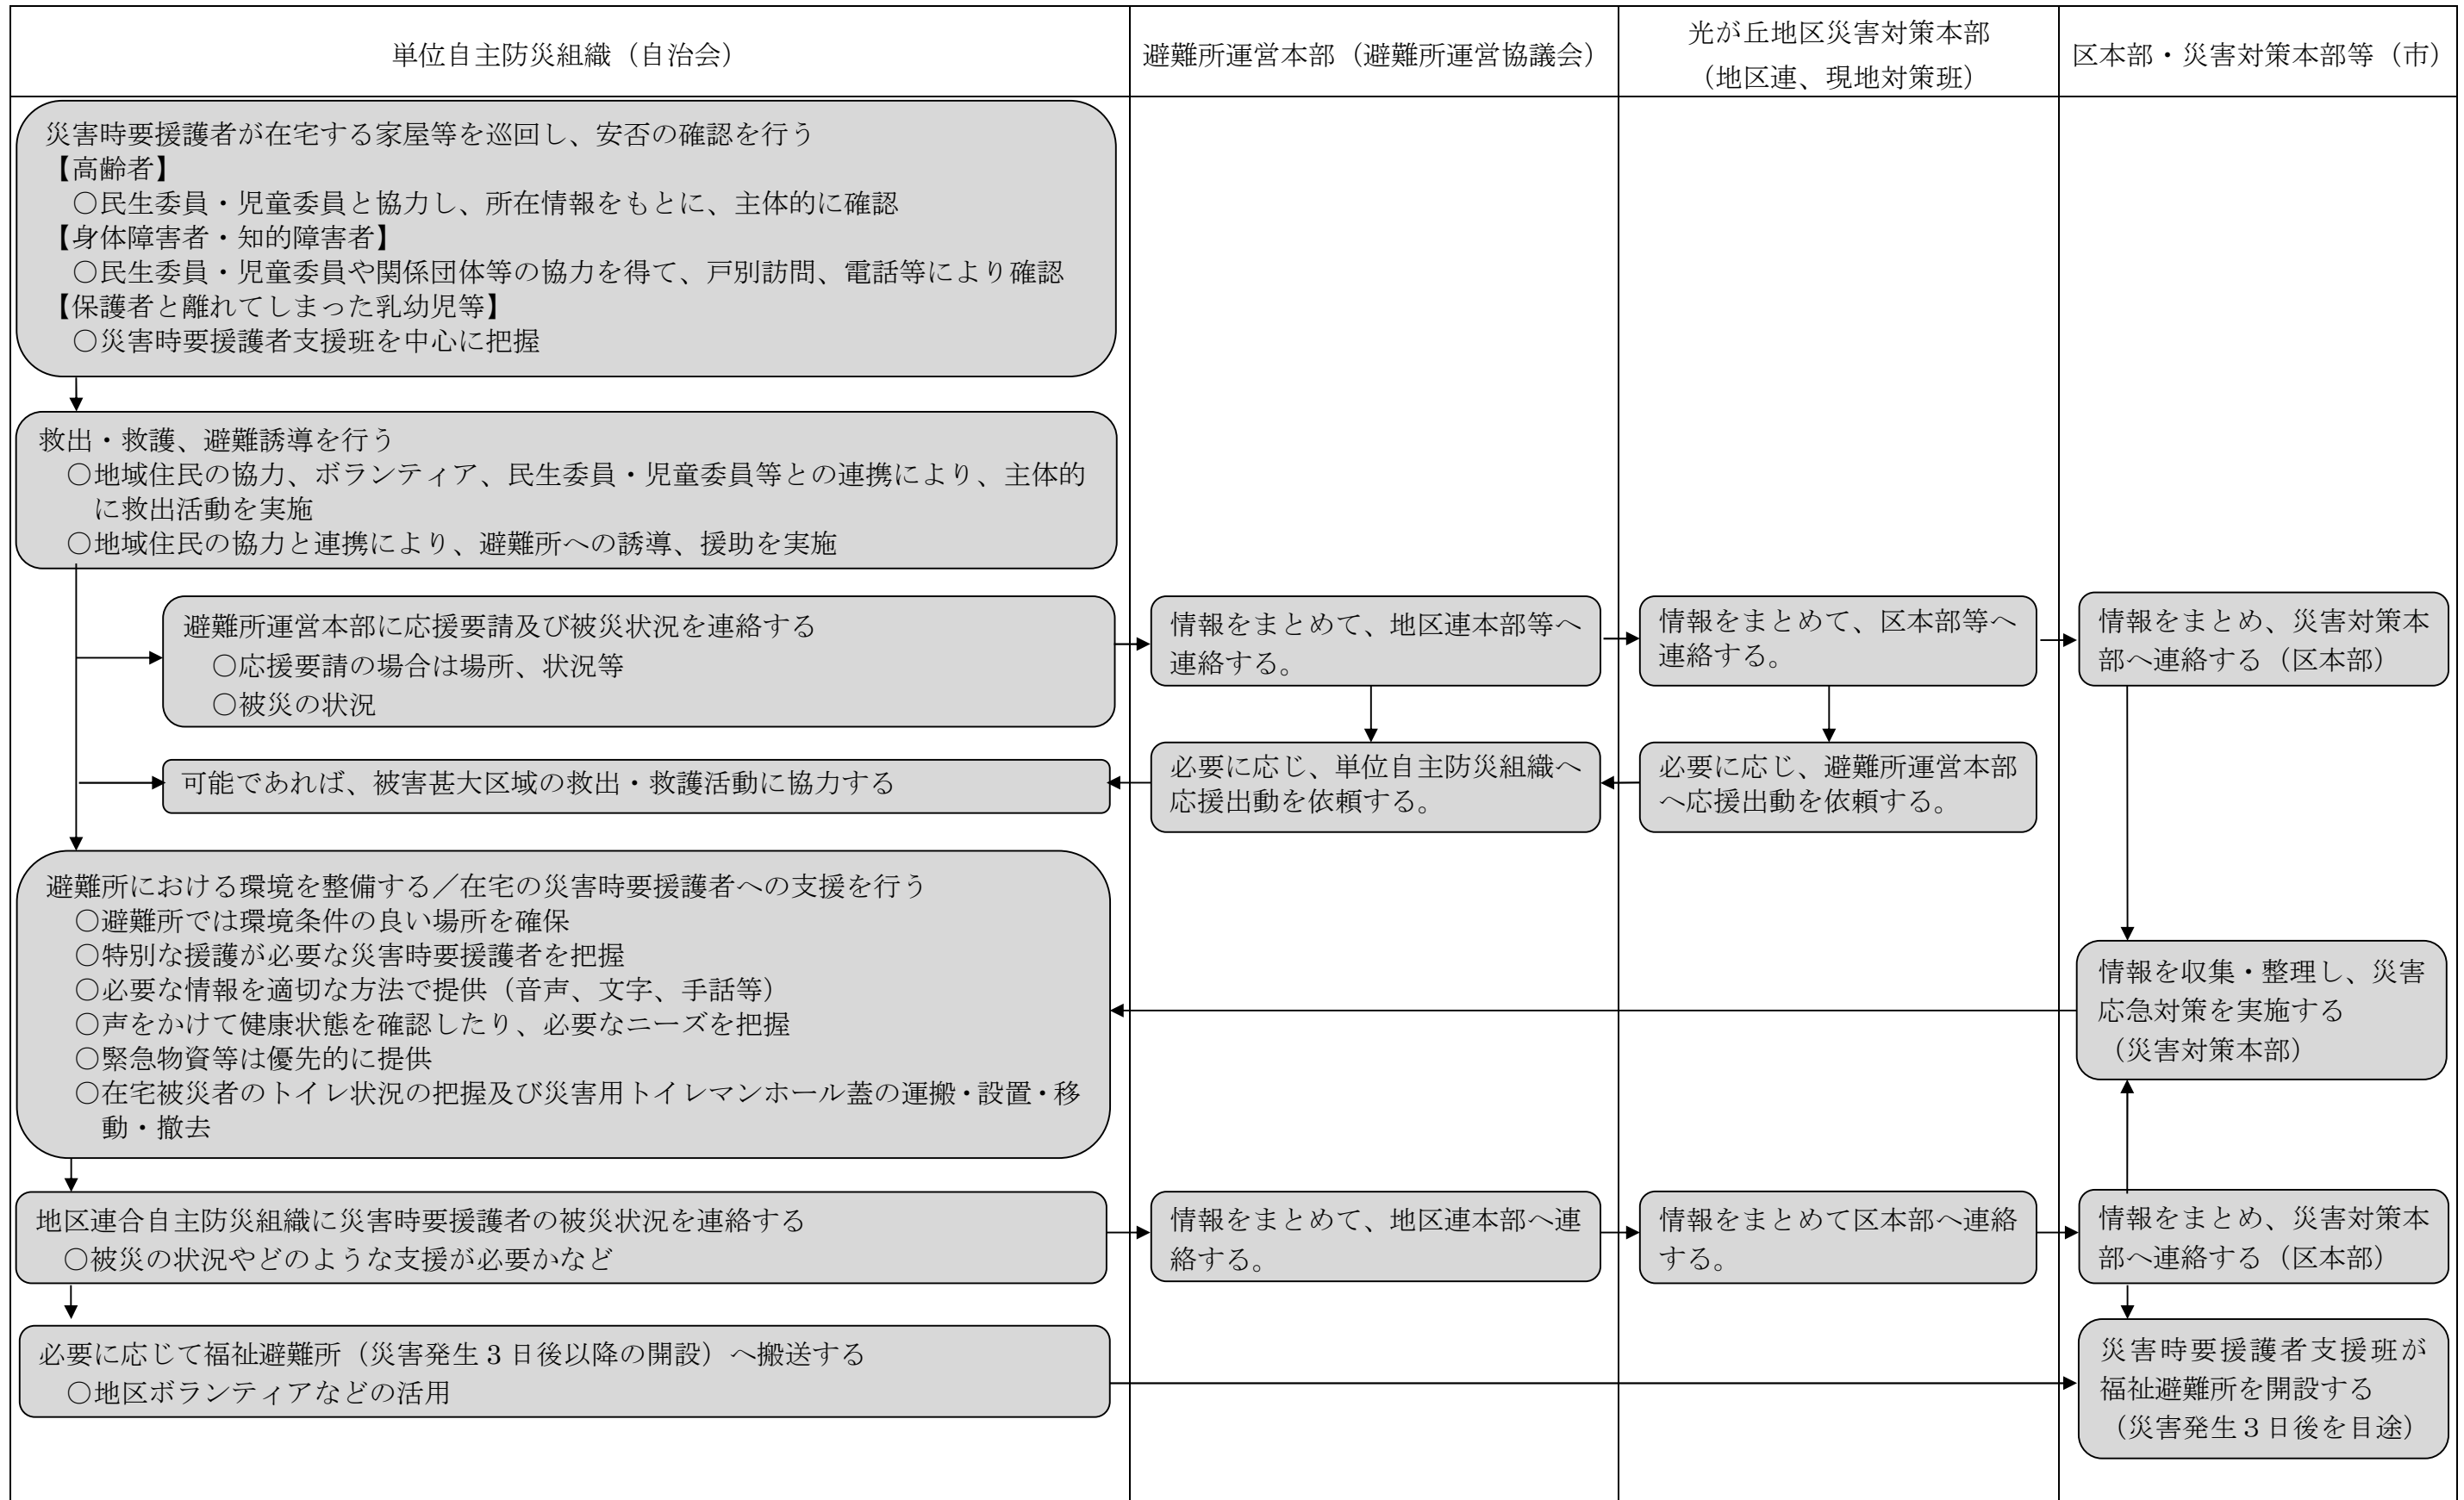 単位自主防災組織（自治会）
避難所運営本部（避難所運営協議会）
光が丘地区災害対策本部
（地区連、現地対策班）
区本部・災害対策本部等（市）
災害時要援護者が在宅する家屋等を巡回し、安否の確認を行う
【高齢者】
○民生委員・児童委員と協力し、所在情報をもとに、主体的に確認
【身体障害者・知的障害者】
○民生委員・児童委員や関係団体等の協力を得て、戸別訪問、電話等により確認
【保護者と離れてしまった乳幼児等】
○災害時要援護者支援班を中心に把握
救出・救護、避難誘導を行う
○地域住民の協力、ボランティア、民生委員・児童委員等との連携により、主体的
に救出活動を実施
○地域住民の協力と連携により、避難所への誘導、援助を実施
避難所運営本部に応援要請及び被災状況を連絡する
○応援要請の場合は場所、状況等
○被災の状況
情報をまとめて、地区連本部等へ
連絡する。
情報をまとめて、区本部等へ
連絡する。
情報をまとめ、災害対策本
部へ連絡する（区本部）
可能であれば、被害甚大区域の救出・救護活動に協力する
必要に応じ、単位自主防災組織へ
応援出動を依頼する。
必要に応じ、避難所運営本部
へ応援出動を依頼する。
避難所における環境を整備する／在宅の災害時要援護者への支援を行う
○避難所では環境条件の良い場所を確保
○特別な援護が必要な災害時要援護者を把握
○必要な情報を適切な方法で提供（音声、文字、手話等）
○声をかけて健康状態を確認したり、必要なニーズを把握
○緊急物資等は優先的に提供
○在宅被災者のトイレ状況の把握及び災害用トイレマンホール蓋の運搬・設置・移
動・撤去
情報を収集・整理し、災害
応急対策を実施する
（災害対策本部）
地区連合自主防災組織に災害時要援護者の被災状況を連絡する
○被災の状況やどのような支援が必要かなど
情報をまとめて、地区連本部へ連
絡する。
情報をまとめて区本部へ連絡
する。
情報をまとめ、災害対策本
部へ連絡する（区本部）
必要に応じて福祉避難所（災害発生3日後以降の開設）へ搬送する
○地区ボランティアなどの活用
災害時要援護者支援班が
福祉避難所を開設する
（災害発生3日後を目途）